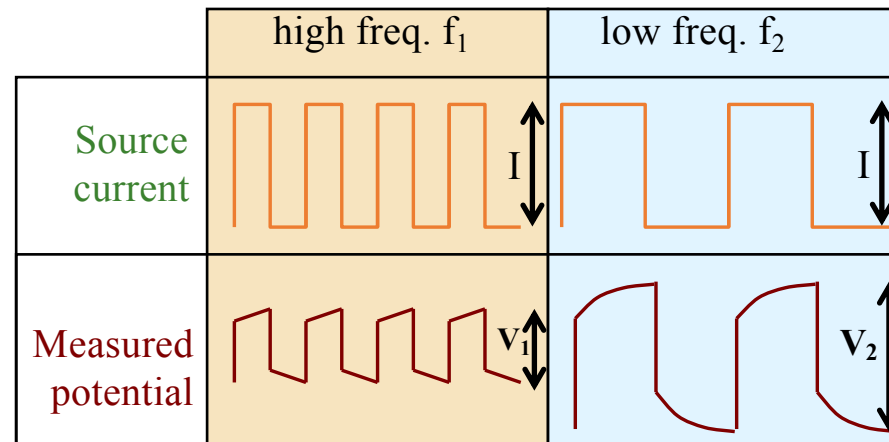 high freq. f₁
low freq. f₂
Source
current
I
I
Measured
potential
V₁
V₂